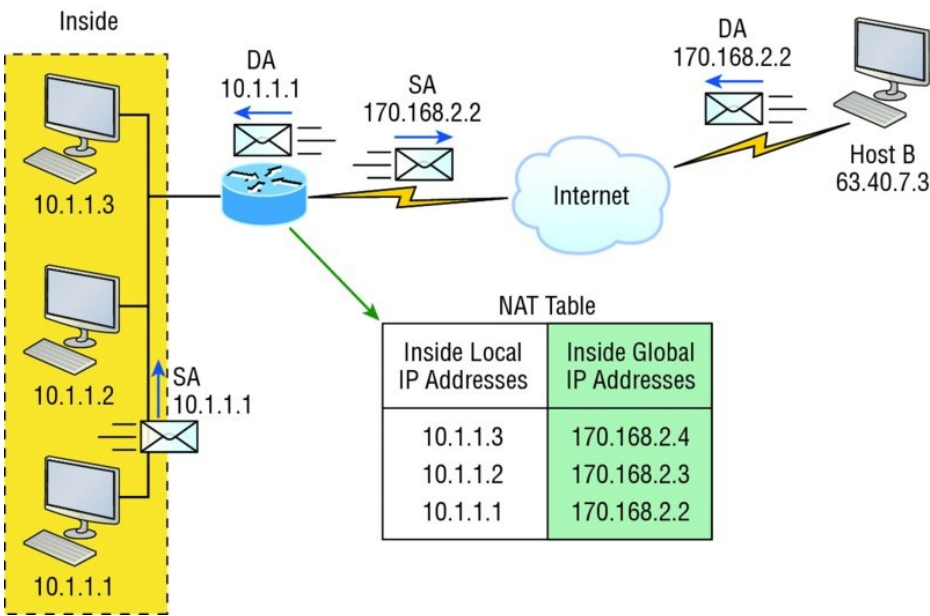 Inside
10.1.1.3
10.1.1.2
SA
10.1.1.1
10.1.1.1
DA
10.1.1.1
SA
170.168.2.2
Internet
DA
170.168.2.2
Host B
63.40.7.3
NAT Table
Inside Local
IP Addresses
Inside Global
IP Addresses
10.1.1.3
170.168.2.4
10.1.1.2
170.168.2.3
10.1.1.1
170.168.2.2